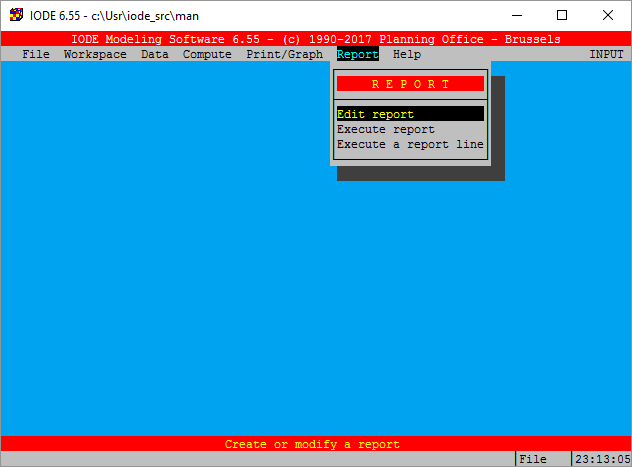 IODE 6.55 - c:\Usr\iode_src\man
IODE Modeling Software 6.55 - (c) 1990-2017 Planning Office - Brussels
File Workspace Data Compute Print/Graph Report Help INPUT
R E P O R T
Edit report
Execute report
Execute a report line
Create or modify a report
File 23:13:05